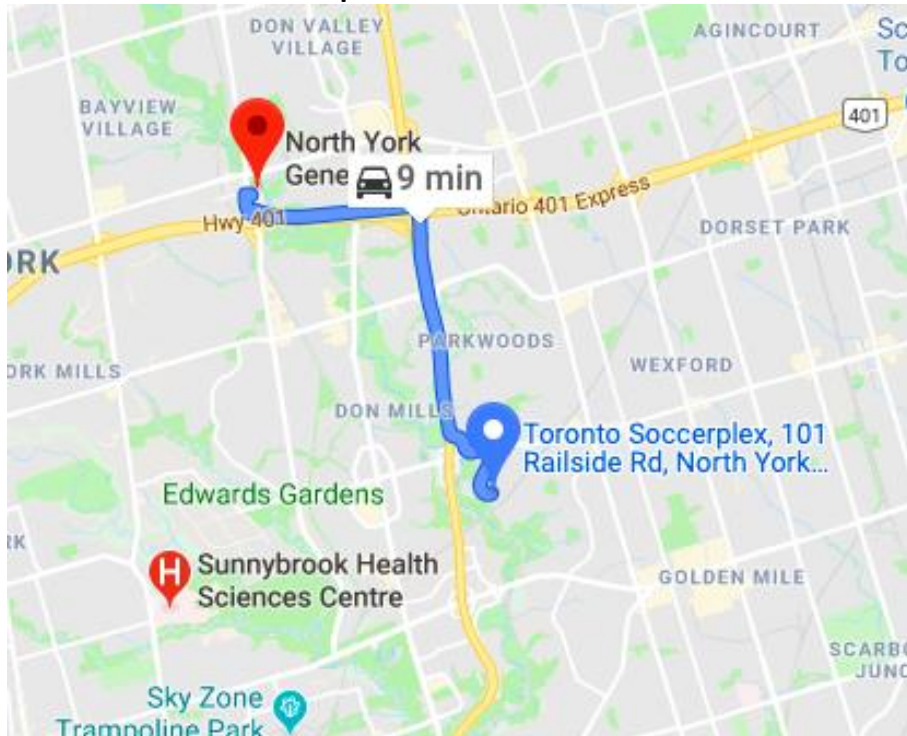 DON VALLEY
VILLAGE
AGINCOURT
Sc
To
BAYVIEW
VILLAGE
401
North York
Gene
9 min
Ontario 401 Express
Hwy 401
DORSET PARK
ORK
PARKWOODS
WEXFORD
ORK MILLS
DON MILLS
Toronto Soccerplex, 101
Railside Rd, North York...
Edwards Gardens
RK
H
Sunnybrook Health
Sciences Centre
GOLDEN MILE
SCARBO
JUNC
Sky Zone
Trampoline Park